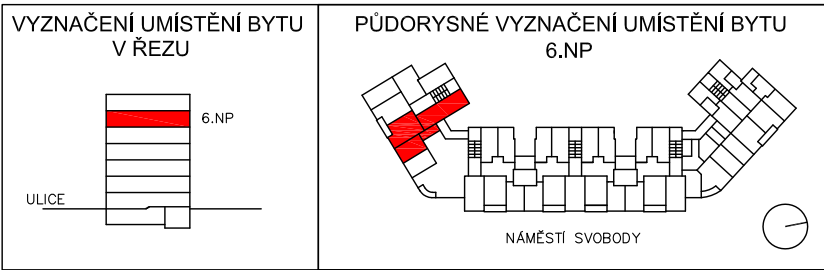 VYZNAČENÍ UMÍSTĚNÍ BYTU
V ŘEZU
6.NP
ULICE
PŮDORYSNÉ VYZNAČENÍ UMÍSTĚNÍ BYTU
6.NP
NÁMĚSTÍ SVOBODY